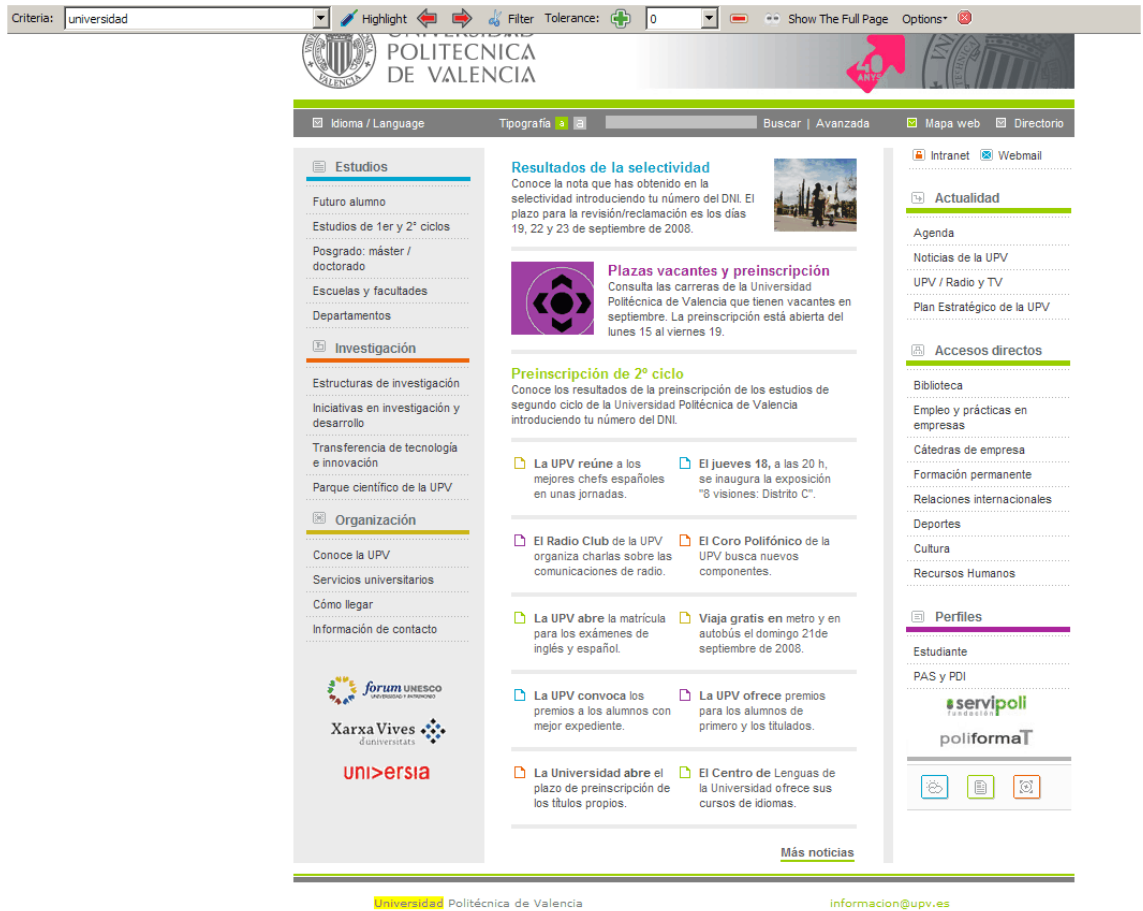 Criteria: universidad Highlight Filter Tolerance: 0 Show The Full Page Options
UNIVERSIDAD
POLITECNICA
DE VALENCIA
40
ANYS
Idioma / Language Tipografía a a Buscar | Avanzada Mapa web Directorio
Estudios
Futuro alumno
Estudios de 1er y 2º ciclos
Posgrado: máster /
doctorado
Escuelas y facultades
Departamentos
Investigación
Estructuras de investigación
Iniciativas en investigación y
desarrollo
Transferencia de tecnología
e innovación
Parque científico de la UPV
Organización
Conoce la UPV
Servicios universitarios
Cómo llegar
Información de contacto
forum UNESCO
UNIVERSIDAD Y PATRIMONIO
Xarxa Vives
d'universitats
uni>ersia
Resultados de la selectividad
Conoce la nota que has obtenido en la
selectividad introduciendo tu número del DNI. El
plazo para la revisión/reclamación es los días
19, 22 y 23 de septiembre de 2008.
Plazas vacantes y preinscripción
Consulta las carreras de la Universidad
Politécnica de Valencia que tienen vacantes en
septiembre. La preinscripción está abierta del
lunes 15 al viernes 19.
Preinscripción de 2º ciclo
Conoce los resultados de la preinscripción de los estudios de
segundo ciclo de la Universidad Politécnica de Valencia
introduciendo tu número del DNI.
La UPV reúne a los
mejores chefs españoles
en unas jornadas.
El jueves 18, a las 20 h,
se inaugura la exposición
"8 visiones: Distrito C".
El Radio Club de la UPV
organiza charlas sobre las
comunicaciones de radio.
El Coro Polifónico de la
UPV busca nuevos
componentes.
La UPV abre la matrícula
para los exámenes de
inglés y español.
Viaja gratis en metro y en
autobús el domingo 21de
septiembre de 2008.
La UPV convoca los
premios a los alumnos con
mejor expediente.
La UPV ofrece premios
para los alumnos de
primero y los titulados.
La Universidad abre el
plazo de preinscripción de
los títulos propios.
El Centro de Lenguas de
la Universidad ofrece sus
cursos de idiomas.
Más noticias
Intranet Webmail
Actualidad
Agenda
Noticias de la UPV
UPV / Radio y TV
Plan Estratégico de la UPV
Accesos directos
Biblioteca
Empleo y prácticas en
empresas
Cátedras de empresa
Formación permanente
Relaciones internacionales
Deportes
Cultura
Recursos Humanos
Perfiles
Estudiante
PAS y PDI
servipoli
fundación
poliformaT
Universidad Politécnica de Valencia informacion@upv.es